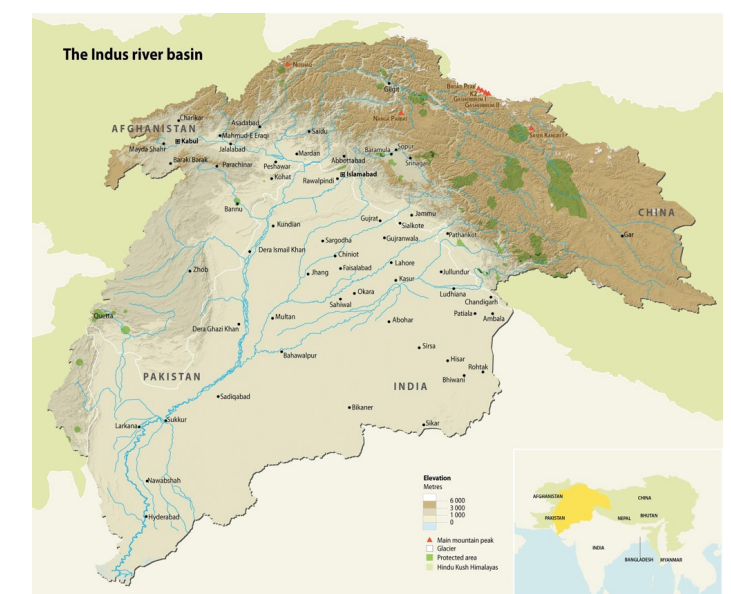 The Indus river basin
Noshaq
Gilgit
Basian Peak
K2
Gasherbrum I
Gasherbrum II
Nanga Parbat
Saser Kangri I
Charikar
Asadabad
AFGHANISTAN
Mahmud-E Eraqi
Saidu
Kabul
Mayda Shahr
Jalalabad
Mardan
Sopur
Baramula
Baraki Barak
Parachinar
Peshawar
Abbottabad
Srinagar
Kohat
Rawalpindi
Islamabad
Bannu
Gujrat
Jammu
CHINA
Kundian
Sialkote
Pathankot
Gar
Sargodha
Gujranwala
Dera Ismail Khan
Chiniot
Lahore
Zhob
Jhang
Faisalabad
Jullundur
Kasur
Okara
Ludhiana
Sahiwal
Chandigarh
Quetta
Multan
Abohar
Patiala
Ambala
Dera Ghazi Khan
Sirsa
Bahawalpur
Hisar
Rohtak
PAKISTAN
Bhiwani
INDIA
Sadiqabad
Bikaner
Larkana
Sukkur
Sikar
Nawabshah
Hyderabad
Elevation
Metres
6 000
3 000
1 000
0
Main mountain peak
Glacier
Protected area
Hindu Kush Himalayas
AFGHANISTAN
CHINA
PAKISTAN
NEPAL
BHUTAN
INDIA
BANGLADESH
MYANMAR